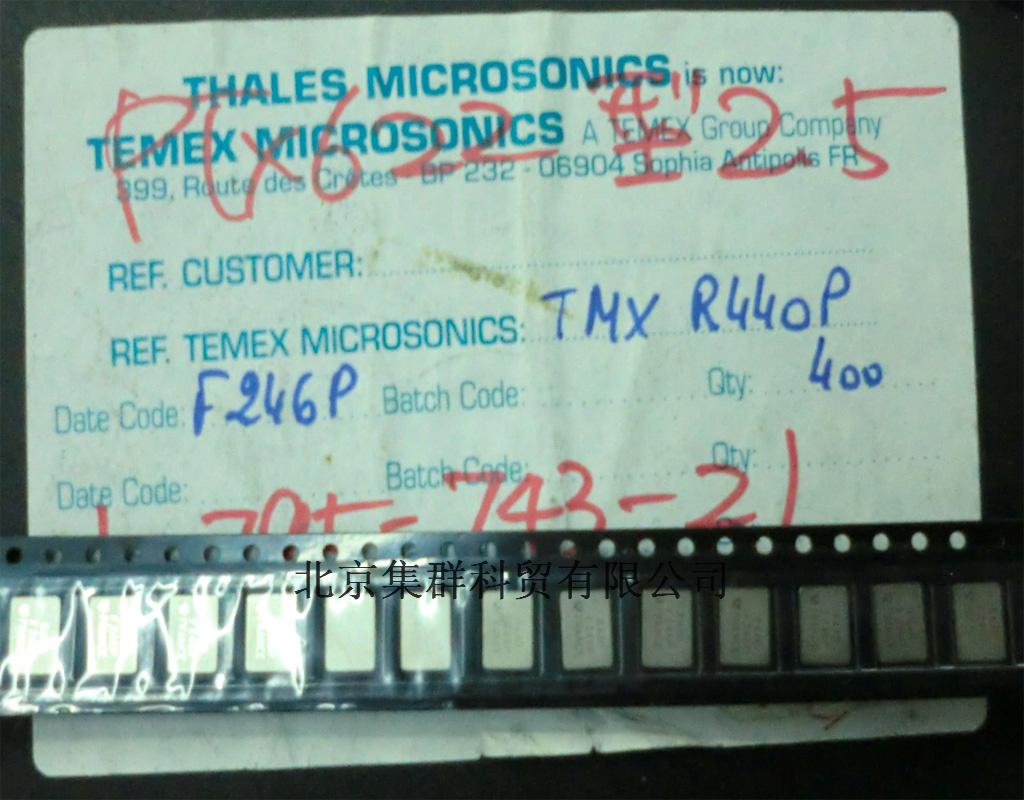 THALES MICROSONICS is now:
TEMEX MICROSONICS A TEMEX Group Company
399, Route des Crêtes - BP 232 - 06904 Sophia Antipolis FR
REF. CUSTOMER:
REF. TEMEX MICROSONICS: TMX R440P
Date Code: F246P Batch Code: Qty: 400
Date Code: Batch Code: Qty:
743-21
北京集群科贸有限公司